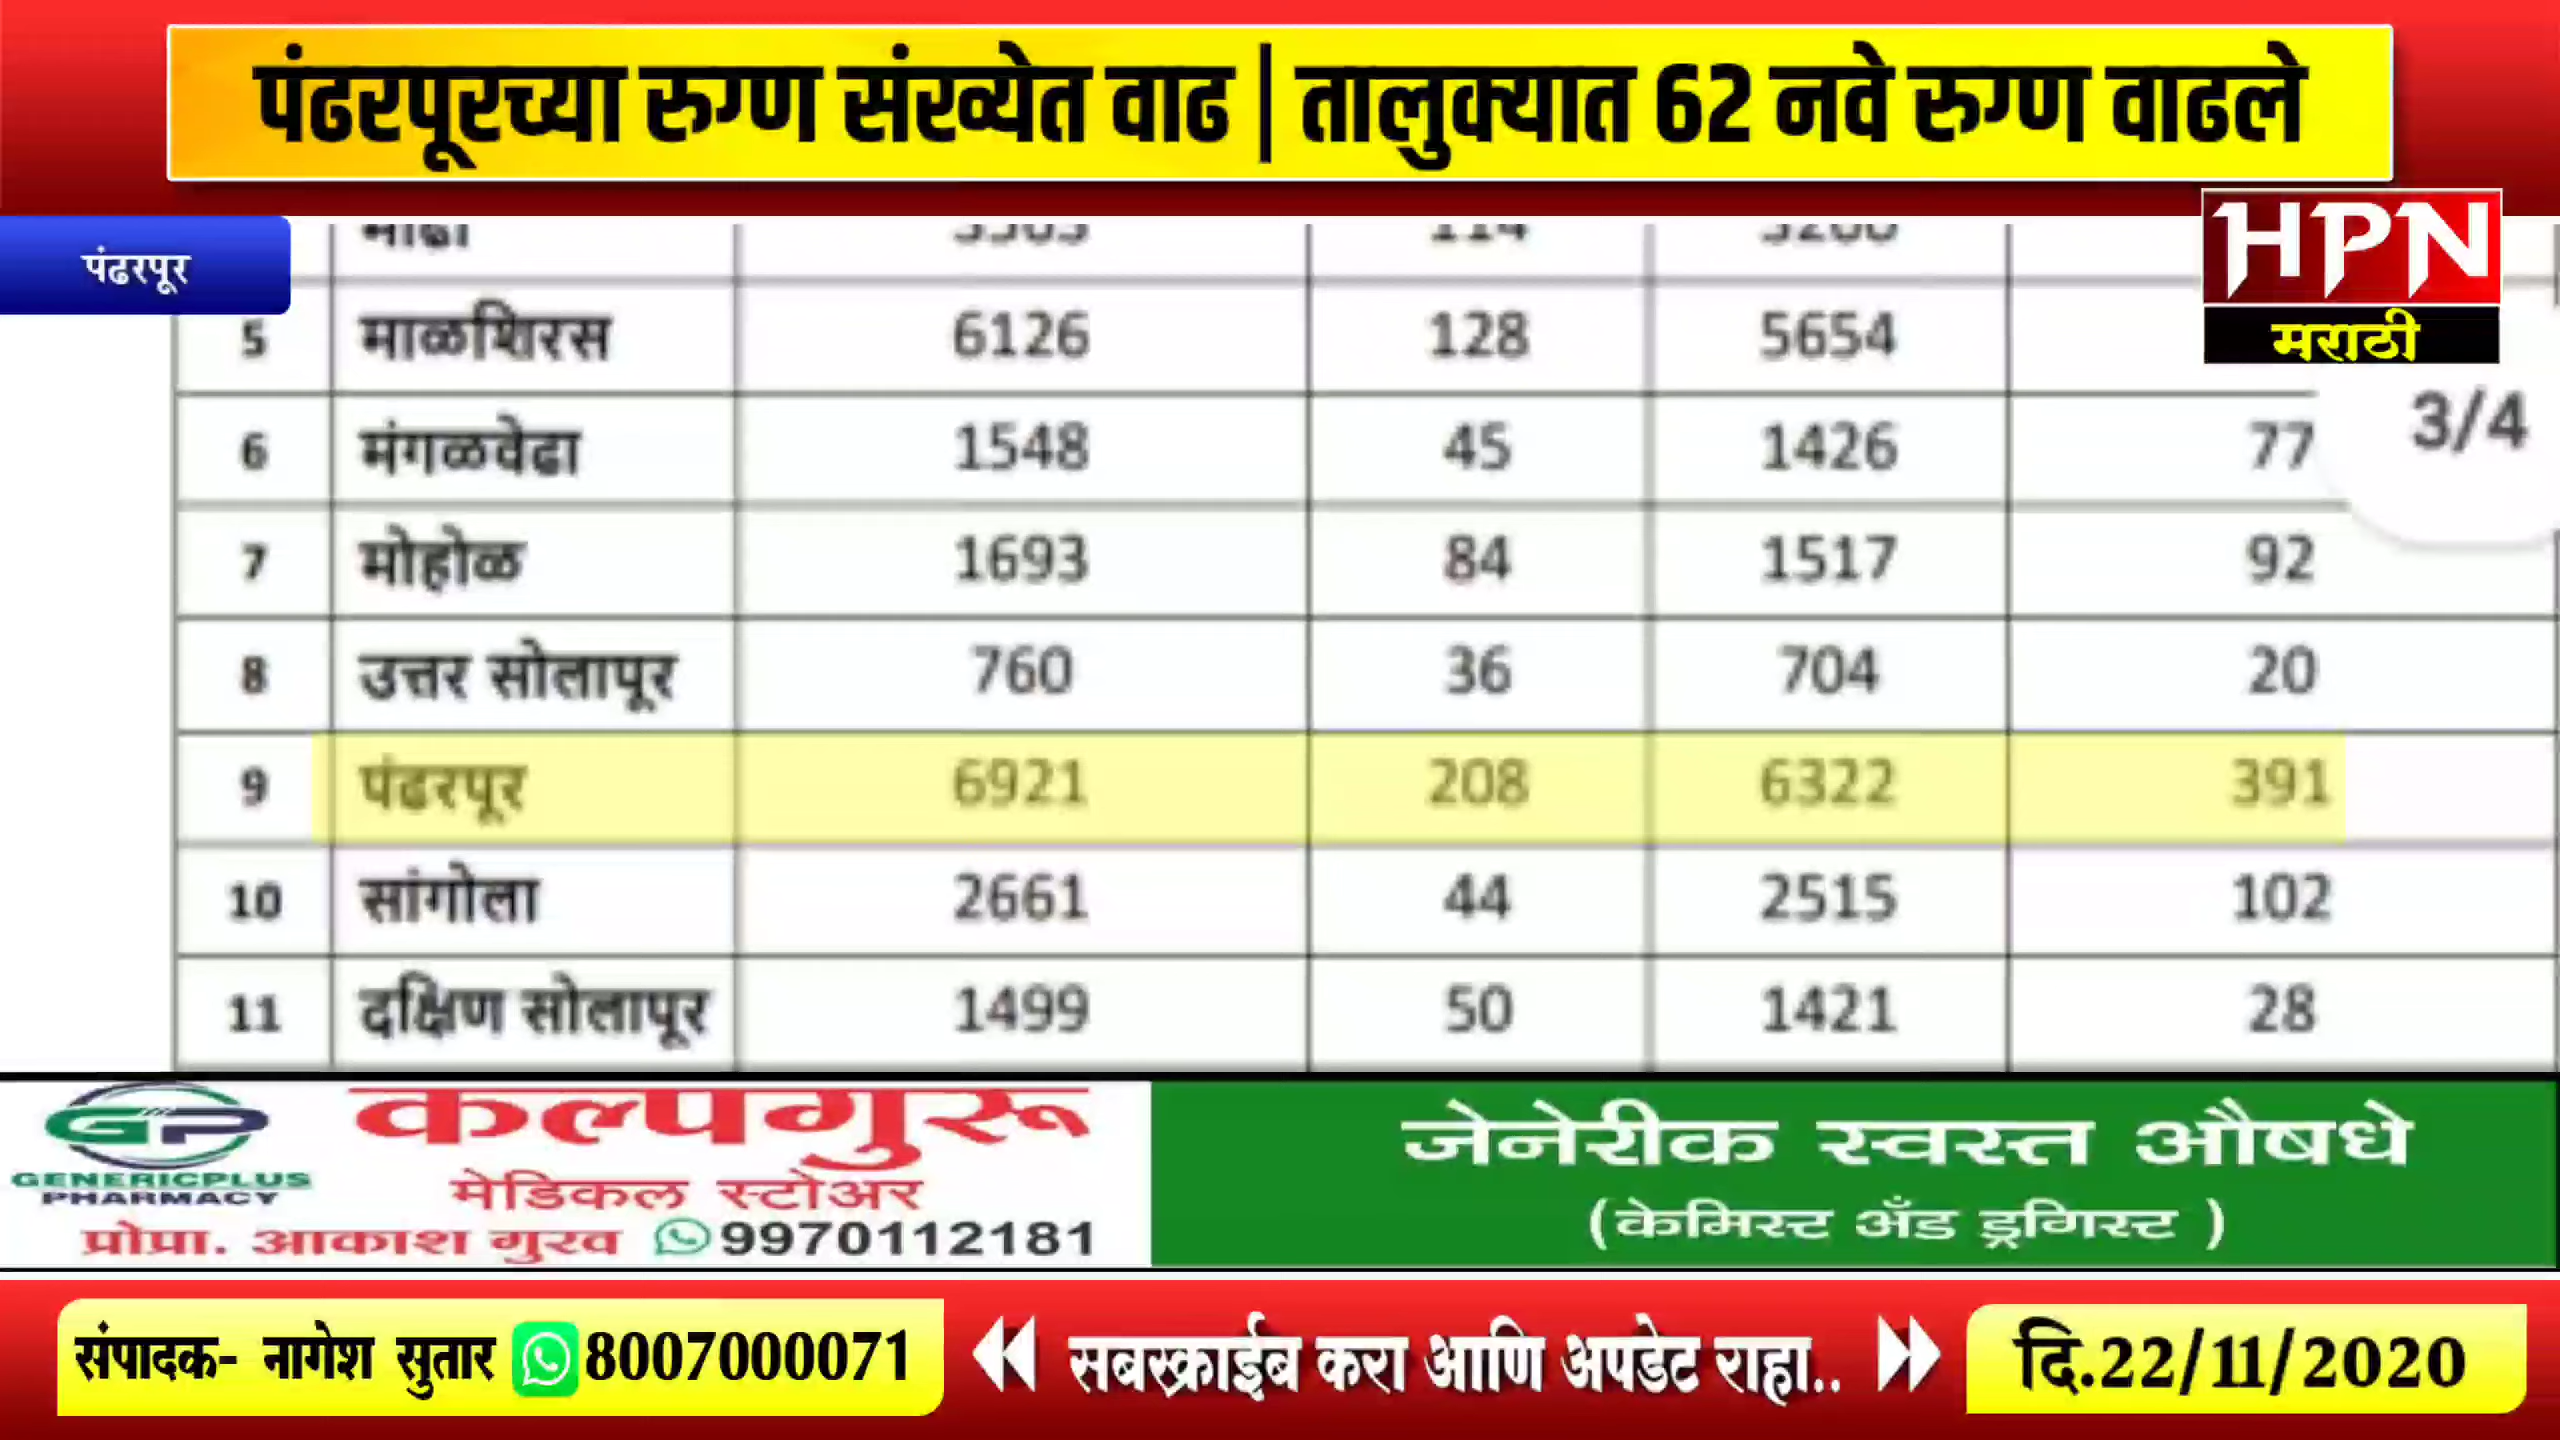 पंढरपूरच्या रुग्ण संख्येत वाढ | तालुक्यात 62 नवे रुग्ण वाढले
HPN
मराठी
पंढरपूर
3/4
5 माळशिरस 6126 128 5654
6 मंगळवेढा 1548 45 1426 77
7 मोहोळ 1693 84 1517 92
8 उत्तर सोलापूर 760 36 704 20
9 पंढरपूर 6921 208 6322 391
10 सांगोला 2661 44 2515 102
11 दक्षिण सोलापूर 1499 50 1421 28
GP
GENERICPLUS
PHARMACY
कल्पगुरू
मेडिकल स्टोअर
प्रोप्रा. आकाश गुरव 9970112181
जेनेरीक स्वस्त औषधे
(केमिस्ट अँड ड्रगिस्ट )
संपादक- नागेश सुतार 8007000071
सबस्क्राईब करा आणि अपडेट राहा..
दि.22/11/2020